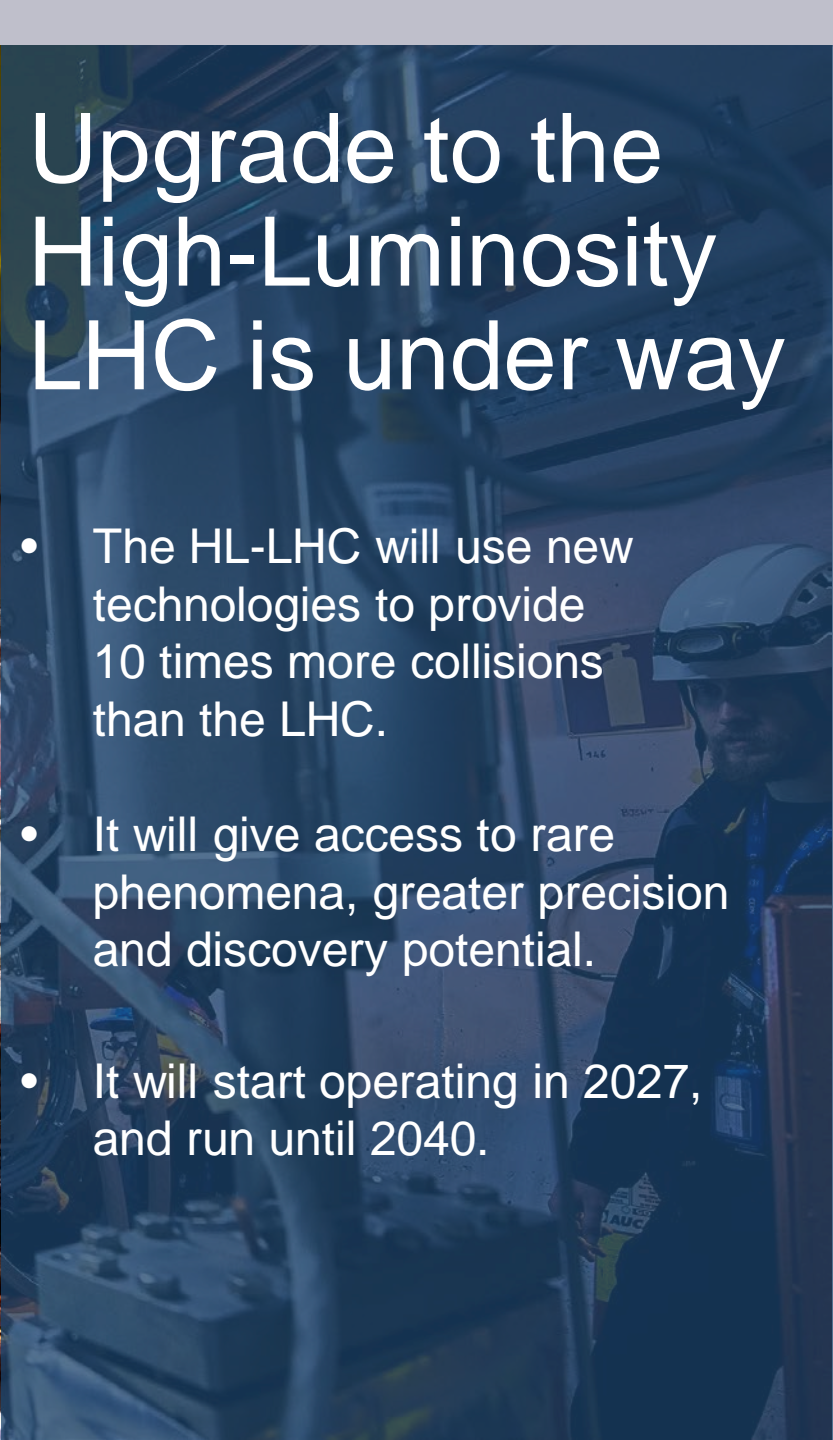 Upgrade to the
High-Luminosity
LHC is under way
• The HL-LHC will use new
technologies to provide
10 times more collisions
than the LHC.
• It will give access to rare
phenomena, greater precision
and discovery potential.
• It will start operating in 2027,
and run until 2040.
AUC